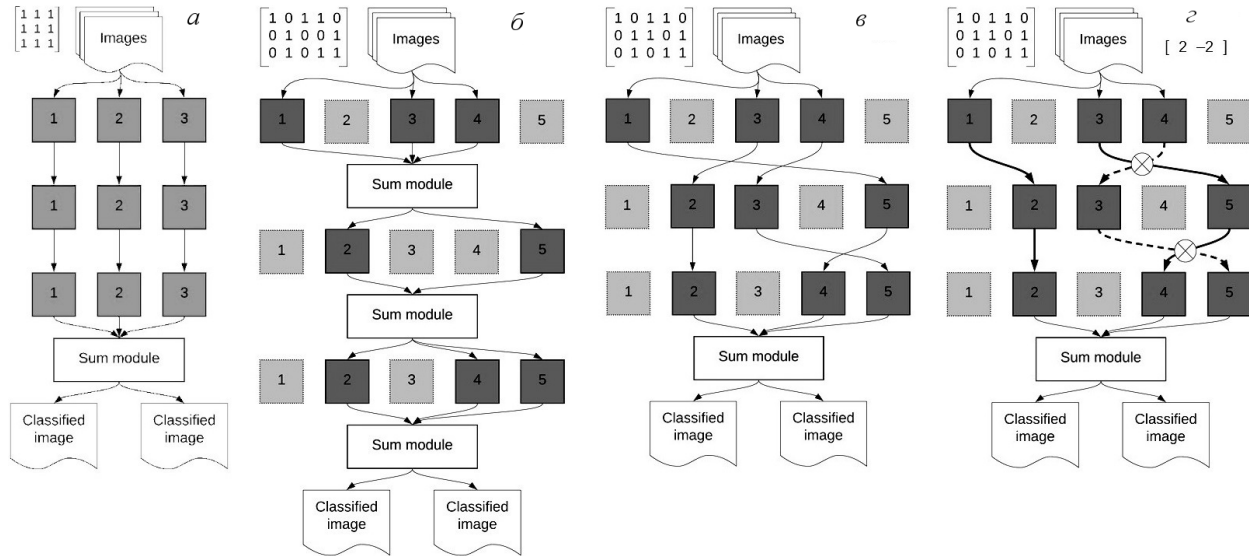 1 1 1
1 1 1
1 1 1
Images
а
1 2 3
1 2 3
1 2 3
Sum module
Classified
image
Classified
image
1 0 1 1 0
0 1 0 0 1
0 1 0 1 1
Images
б
1 2 3 4 5
Sum module
1 2 3 4 5
Sum module
1 2 3 4 5
Sum module
Classified
image
Classified
image
1 0 1 1 0
0 1 1 0 1
0 1 0 1 1
Images
в
1 2 3 4 5
1 2 3 4 5
1 2 3 4 5
Sum module
Classified
image
Classified
image
1 0 1 1 0
0 1 1 0 1
0 1 0 1 1
Images
г
[ 2 –2 ]
1 2 3 4 5
1 2 3 4 5
1 2 3 4 5
Sum module
Classified
image
Classified
image